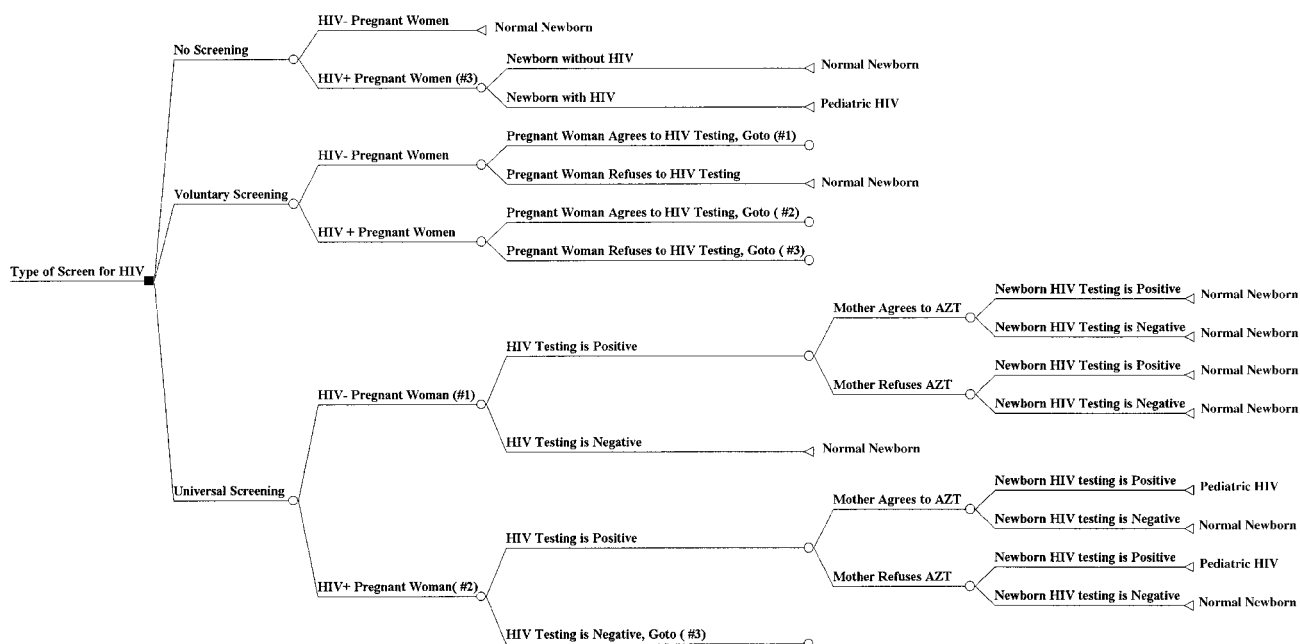 HIV- Pregnant Women
Normal Newborn
No Screening
Newborn without HIV
Normal Newborn
HIV+ Pregnant Women (#3)
Newborn with HIV
Pediatric HIV
Pregnant Woman Agrees to HIV Testing, Goto (#1)
HIV- Pregnant Women
Pregnant Woman Refuses to HIV Testing
Normal Newborn
Voluntary Screening
Pregnant Woman Agrees to HIV Testing, Goto ( #2)
HIV + Pregnant Women
Pregnant Woman Refuses to HIV Testing, Goto ( #3)
Type of Screen for HIV
Newborn HIV Testing is Positive
Normal Newborn
Mother Agrees to AZT
Newborn HIV Testing is Negative
Normal Newborn
HIV Testing is Positive
Newborn HIV Testing is Positive
Normal Newborn
Mother Refuses AZT
Newborn HIV Testing is Negative
Normal Newborn
HIV- Pregnant Woman (#1)
HIV Testing is Negative
Normal Newborn
Universal Screening
Newborn HIV testing is Positive
Pediatric HIV
Mother Agrees to AZT
Newborn HIV testing is Negative
Normal Newborn
HIV Testing is Positive
Newborn HIV testing is Positive
Pediatric HIV
Mother Refuses AZT
Newborn HIV testing is Negative
Normal Newborn
HIV+ Pregnant Woman( #2)
HIV Testing is Negative, Goto ( #3)